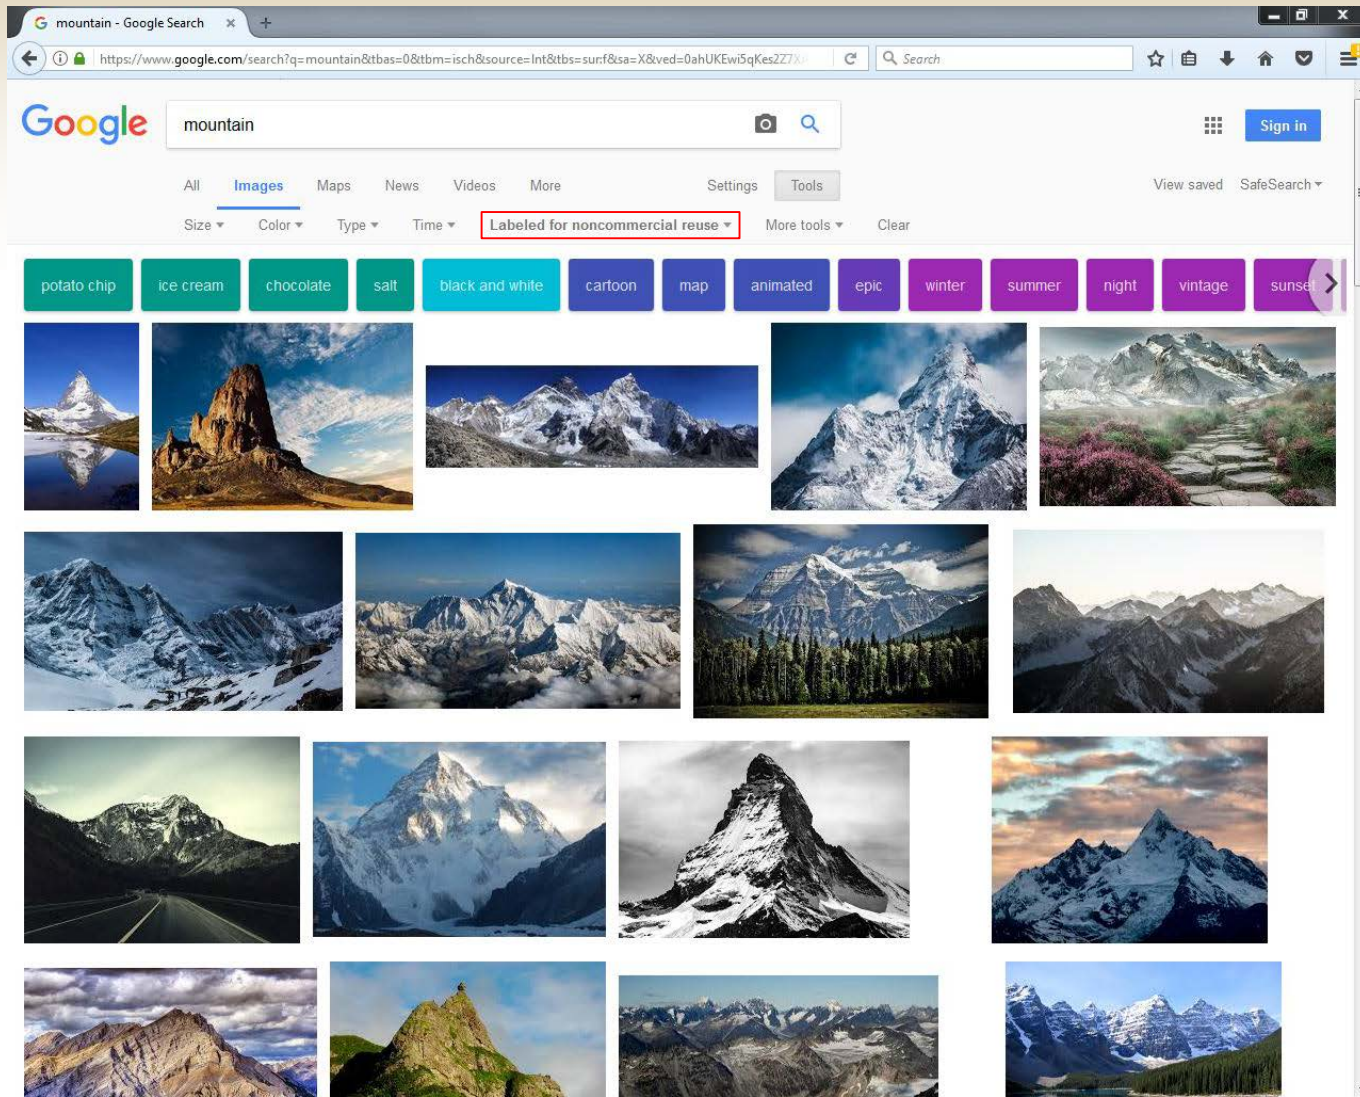 mountain - Google Search
https://www.google.com/search?q=mountain&tbas=0&tbm=isch&source=lnt&tbs=sur:f&sa=X&ved=0ahUKEwi5qKes2Z7
Search
Google
mountain
Sign in
All Images Maps News Videos More Settings Tools View saved SafeSearch
Size Color Type Time Labeled for noncommercial reuse More tools Clear
potato chip ice cream chocolate salt black and white cartoon map animated epic winter summer night vintage sunset